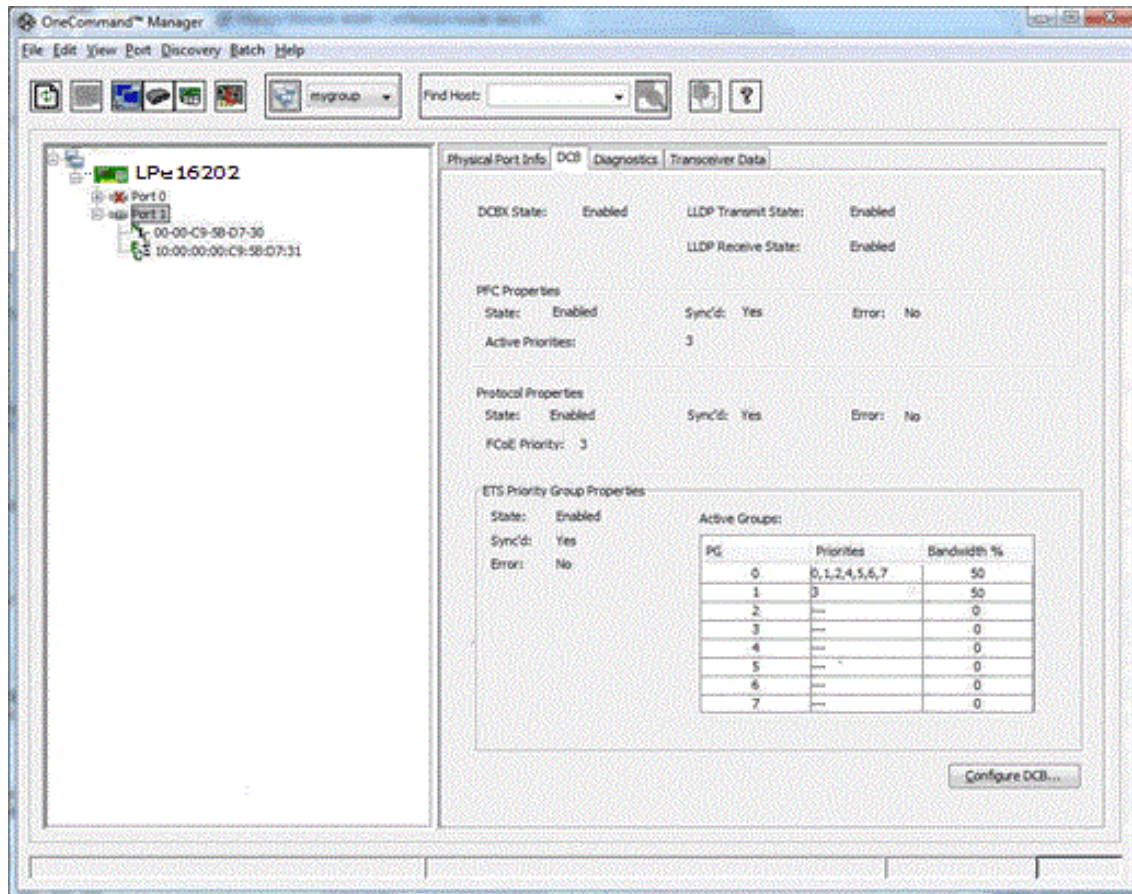 OneCommand™ Manager
File Edit View Port Discovery Batch Help
mygroup Find Host:
LPe16202
Port 0
Port 1
00-00-C9-5B-D7-30
10:00:00:00:C9:5B:D7:31
Physical Port Info DCB Diagnostics Transceiver Data
DCBX State: Enabled LLDP Transmit State: Enabled
LLDP Receive State: Enabled
PFC Properties
State: Enabled Sync'd: Yes Error: No
Active Priorities: 3
Protocol Properties
State: Enabled Sync'd: Yes Error: No
FCoE Priority: 3
ETS Priority Group Properties
State: Enabled
Sync'd: Yes
Error: No
Active Groups:
PG Priorities Bandwidth %
0 0,1,2,4,5,6,7 50
1 3 50
2 --- 0
3 --- 0
4 --- 0
5 --- 0
6 --- 0
7 --- 0
Configure DCB...